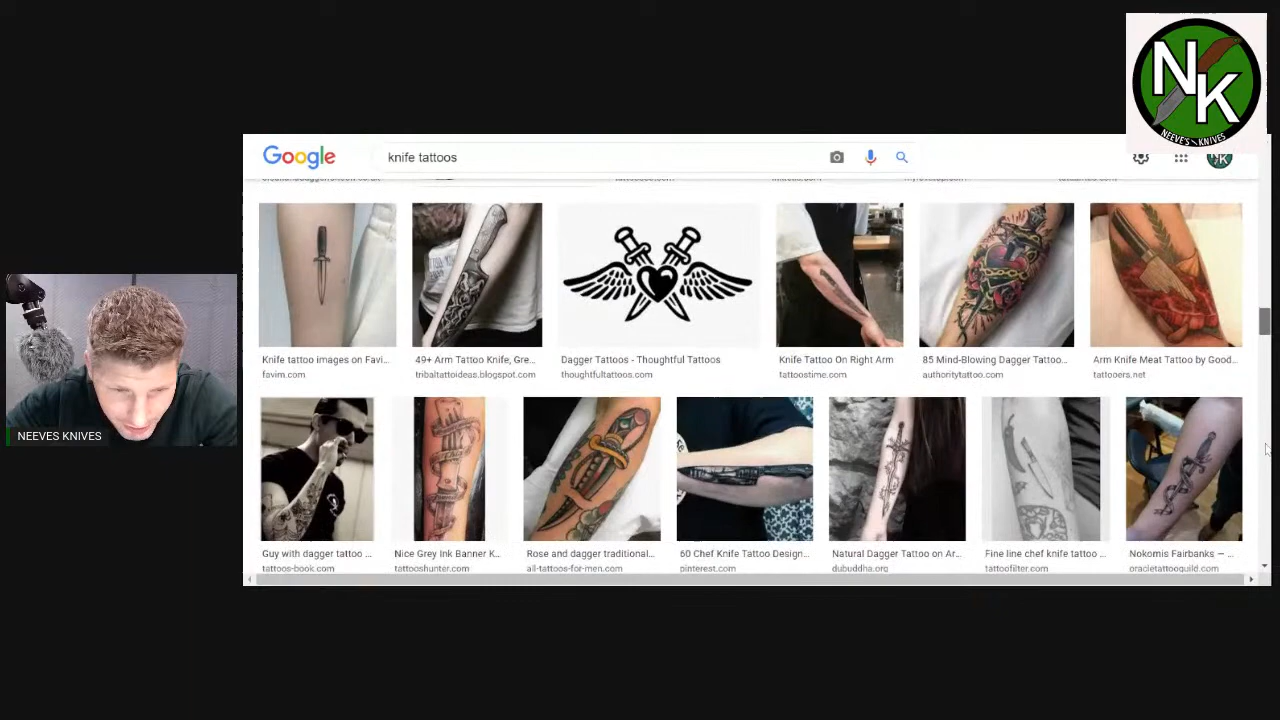 NK
NEEVE'S KNIVES
Google
knife tattoos
NK
Knife tattoo images on Favi...
favim.com
49+ Arm Tattoo Knife, Gre...
tribaltattooideas.blogspot.com
Dagger Tattoos - Thoughtful Tattoos
thoughtfultattoos.com
Knife Tattoo On Right Arm
tattoostime.com
85 Mind-Blowing Dagger Tattoo...
authoritytattoo.com
Arm Knife Meat Tattoo by Good...
tattooers.net
NEEVES KNIVES
Guy with dagger tattoo ...
tattoos-book.com
Nice Grey Ink Banner K...
tattooshunter.com
Rose and dagger traditional...
all-tattoos-for-men.com
60 Chef Knife Tattoo Design...
pinterest.com
Natural Dagger Tattoo on Ar...
dubuddha.org
Fine line chef knife tattoo ...
tattoofilter.com
Nokomis Fairbanks — ...
oracletattooguild.com